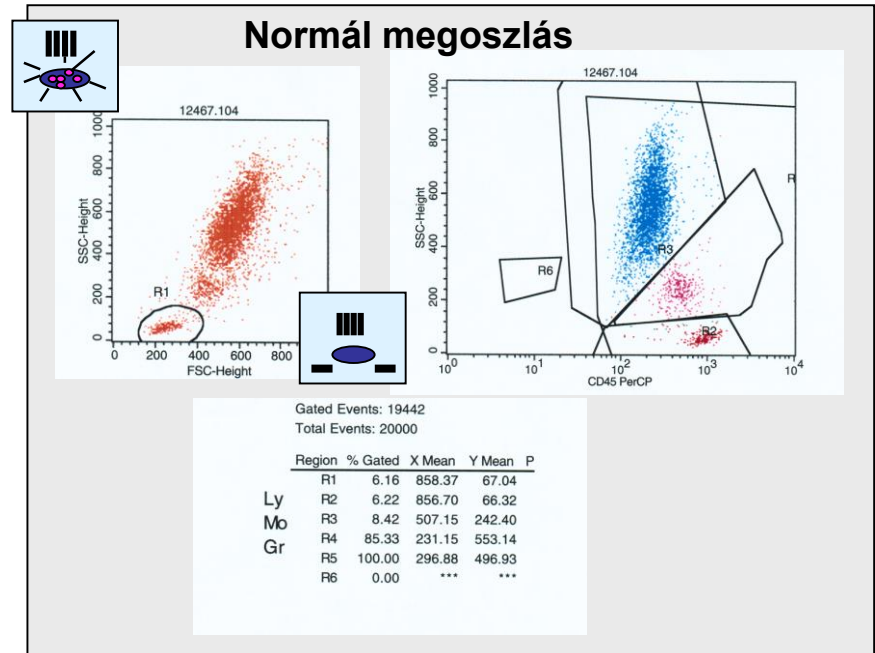 Normál megoszlás
12467.104
SSC-Height
0 200 400 600 800 1000
R1
0 200 400 600 800
FSC-Height
12467.104
SSC-Height
0 200 400 600 800 1000
R
R3
R6
R2
10^0 10^1 10^2 10^3 10^4
CD45 PerCP
Gated Events: 19442
Total Events: 20000
Region % Gated X Mean Y Mean P
R1 6.16 858.37 67.04
Ly R2 6.22 856.70 66.32
Mo R3 8.42 507.15 242.40
Gr R4 85.33 231.15 553.14
R5 100.00 296.88 496.93
R6 0.00 *** ***